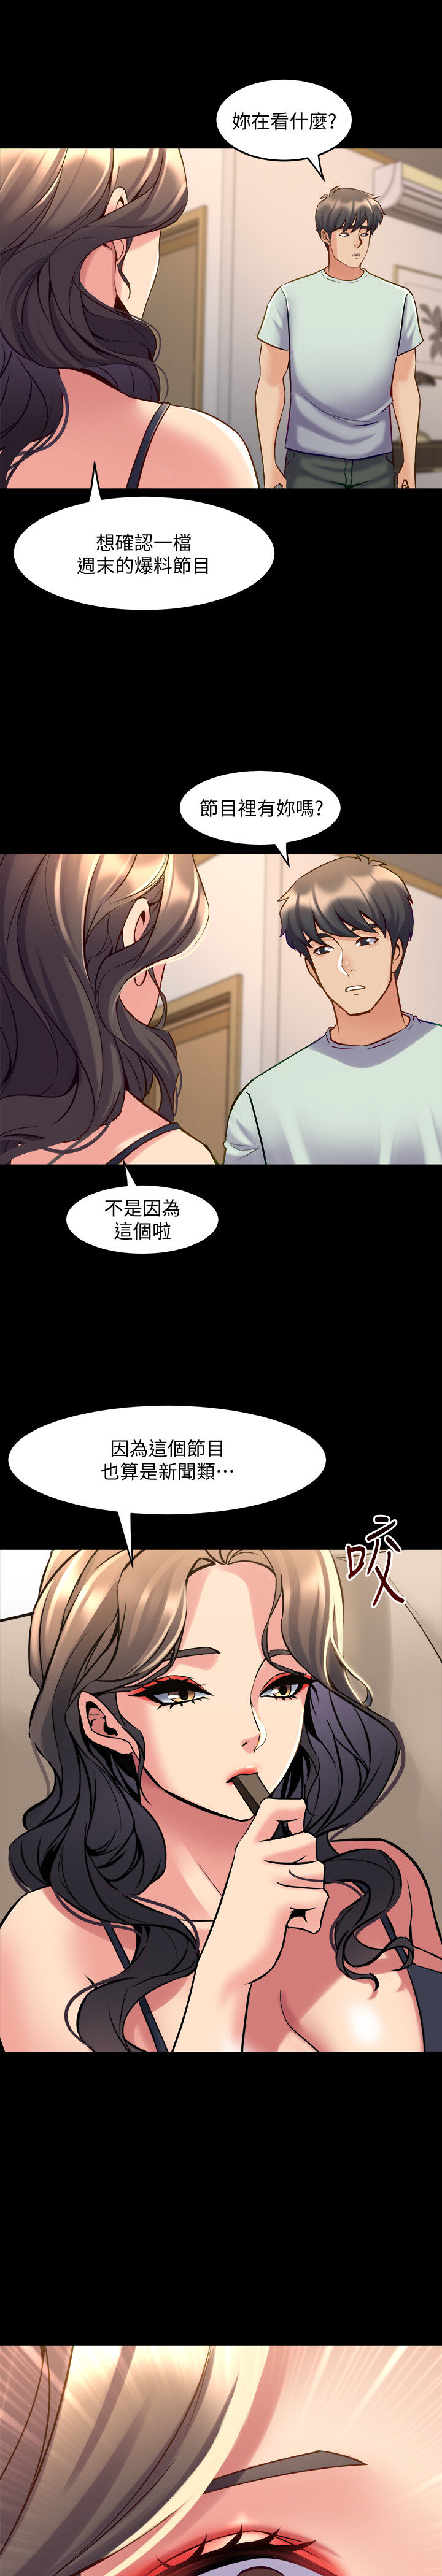 妳在看什麼?
想確認一檔
週末的爆料節目
節目裡有妳嗎?
不是因為
這個啦
因為這個節目
也算是新聞類…
咬